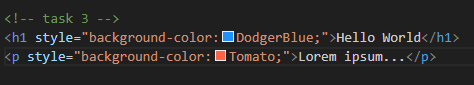 <!-- task 3 -->
<h1 style="background-color:DodgerBlue;">Hello World</h1>
<p style="background-color:Tomato;">Lorem ipsum...</p>